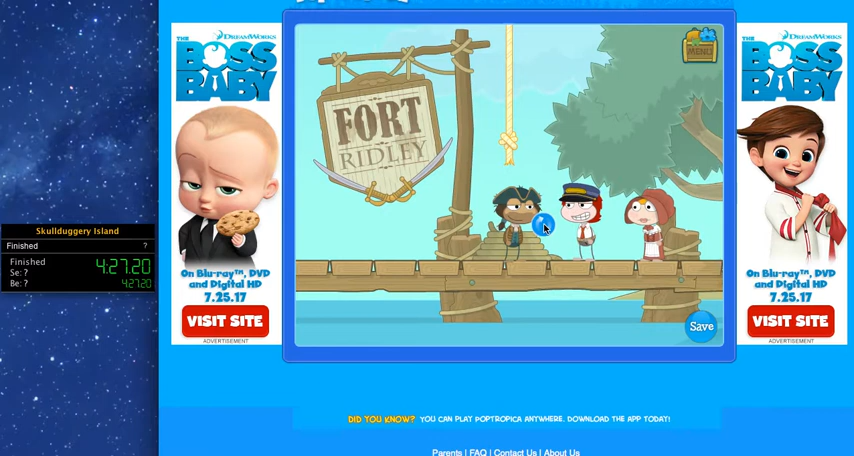 THE
DREAMWORKS
BOSS
BABY
On Blu-ray™, DVD
and Digital HD
7.25.17
VISIT SITE
ADVERTISEMENT
Skullduggery Island
Finished ?
Finished 4:27.20
Se: ?
Be: ? 4:27.20
FORT
RIDLEY
MENU
Save
THE
DREAMWORKS
BOSS
BABY
On Blu-ray™, DVD
and Digital HD
7.25.17
VISIT SITE
ADVERTISEMENT
DID YOU KNOW? YOU CAN PLAY POPTROPICA ANYWHERE. DOWNLOAD THE APP TODAY!
Parents | FAQ | Contact Us | About Us